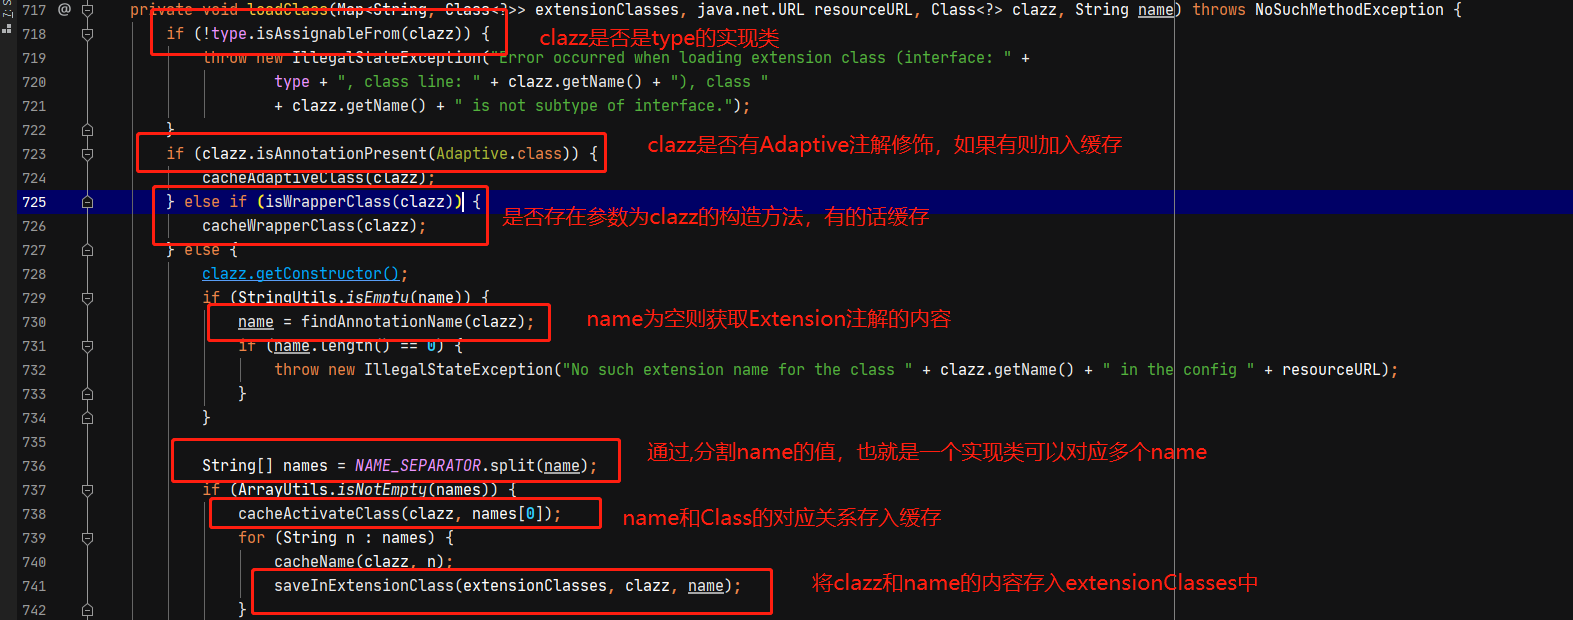 717 @ private void loadClass(Map<String, Class<?>> extensionClasses, java.net.URL resourceURL, Class<?> clazz, String name) throws NoSuchMethodException {
718 if (!type.isAssignableFrom(clazz)) { clazz是否是type的实现类
719 throw new IllegalStateException("Error occurred when loading extension class (interface: " +
720 type + ", class line: " + clazz.getName() + "), class "
721 + clazz.getName() + " is not subtype of interface.");
722 }
723 if (clazz.isAnnotationPresent(Adaptive.class)) { clazz是否有Adaptive注解修饰，如果有则加入缓存
724 cacheAdaptiveClass(clazz);
725 } else if (isWrapperClass(clazz)) { 是否存在参数为clazz的构造方法，有的话缓存
726 cacheWrapperClass(clazz);
727 } else {
728 clazz.getConstructor();
729 if (StringUtils.isEmpty(name)) {
730 name = findAnnotationName(clazz); name为空则获取Extension注解的内容
731 if (name.length() == 0) {
732 throw new IllegalStateException("No such extension name for the class " + clazz.getName() + " in the config " + resourceURL);
733 }
734 }
735
736 String[] names = NAME_SEPARATOR.split(name); 通过,分割name的值，也就是一个实现类可以对应多个name
737 if (ArrayUtils.isNotEmpty(names)) {
738 cacheActivateClass(clazz, names[0]); name和Class的对应关系存入缓存
739 for (String n : names) {
740 cacheName(clazz, n);
741 saveInExtensionClass(extensionClasses, clazz, name); 将clazz和name的内容存入extensionClasses中
742 }